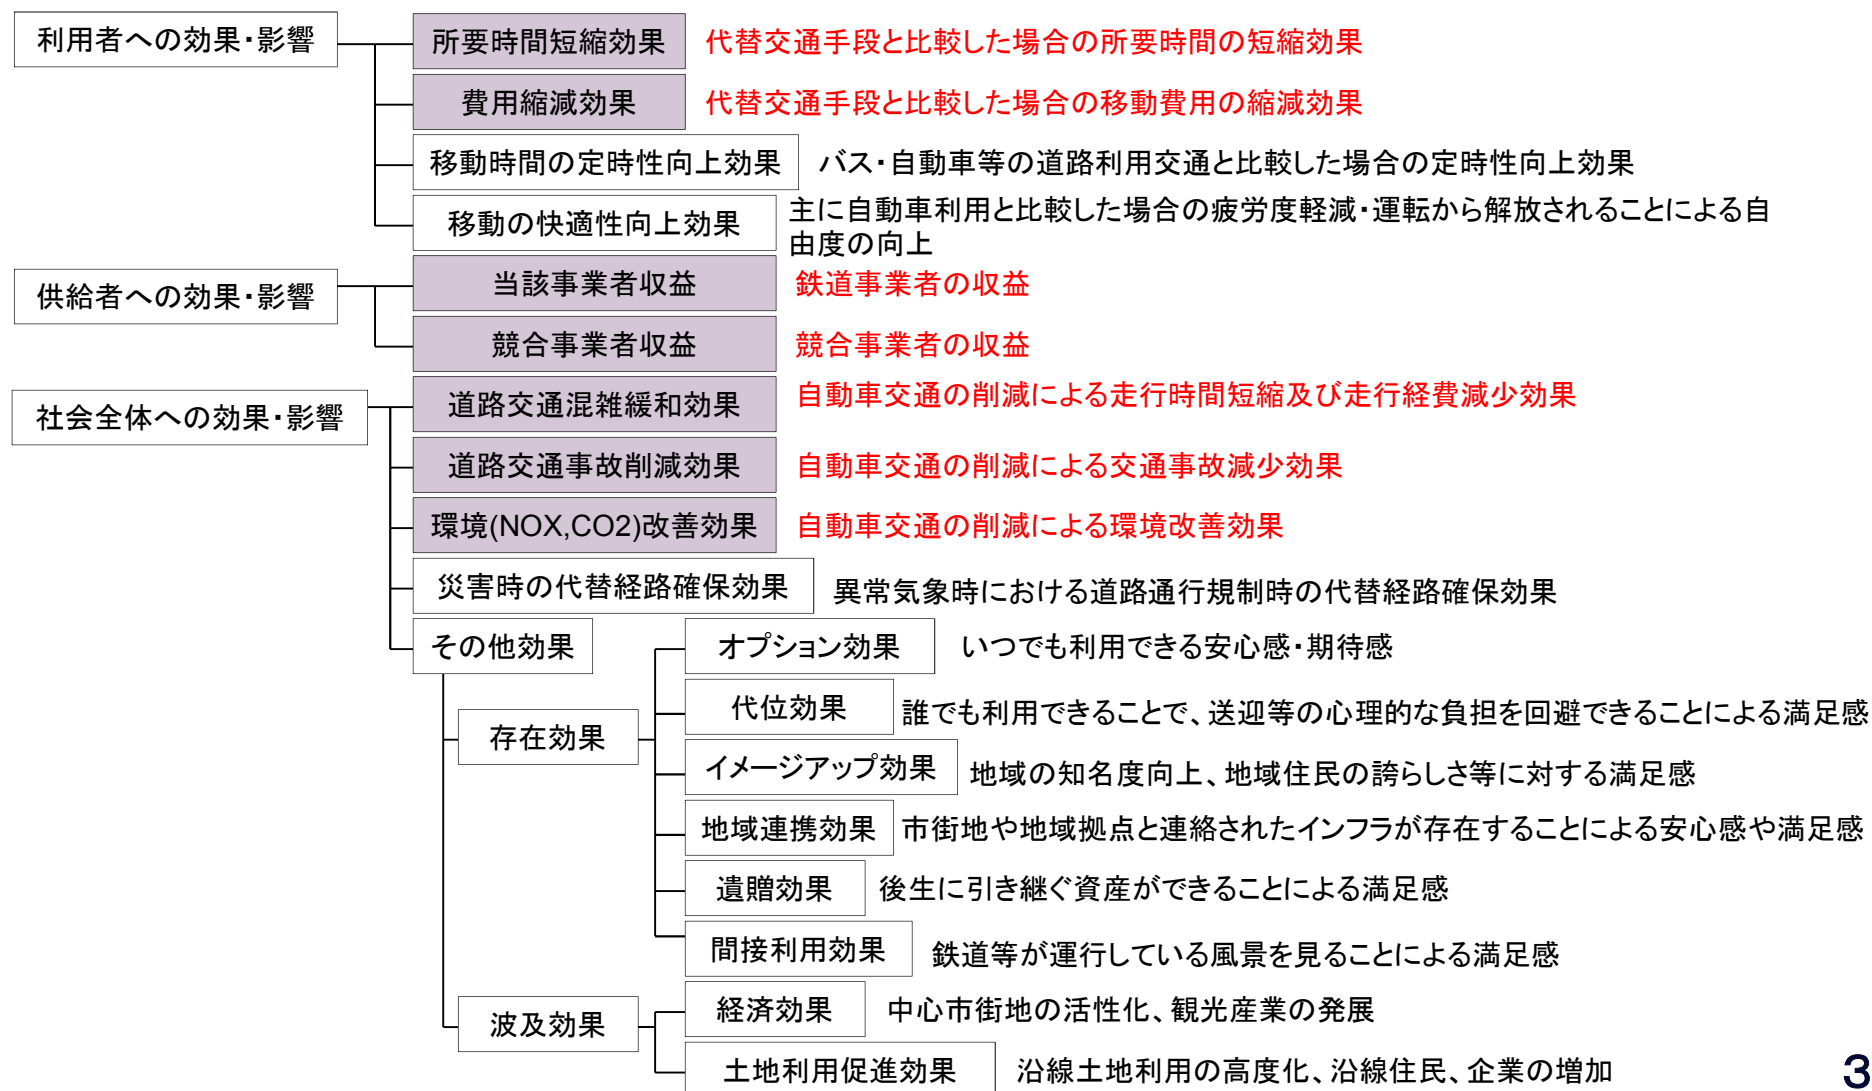 利用者への効果・影響
所要時間短縮効果
代替交通手段と比較した場合の所要時間の短縮効果
費用縮減効果
代替交通手段と比較した場合の移動費用の縮減効果
移動時間の定時性向上効果
バス・自動車等の道路利用交通と比較した場合の定時性向上効果
移動の快適性向上効果
主に自動車利用と比較した場合の疲労度軽減・運転から解放されることによる自
由度の向上
供給者への効果・影響
当該事業者収益
鉄道事業者の収益
競合事業者収益
競合事業者の収益
社会全体への効果・影響
道路交通混雑緩和効果
自動車交通の削減による走行時間短縮及び走行経費減少効果
道路交通事故削減効果
自動車交通の削減による交通事故減少効果
環境(NOX,CO2)改善効果
自動車交通の削減による環境改善効果
災害時の代替経路確保効果
異常気象時における道路通行規制時の代替経路確保効果
その他効果
存在効果
オプション効果
いつでも利用できる安心感・期待感
代位効果
誰でも利用できることで、送迎等の心理的な負担を回避できることによる満足感
イメージアップ効果
地域の知名度向上、地域住民の誇らしさ等に対する満足感
地域連携効果
市街地や地域拠点と連絡されたインフラが存在することによる安心感や満足感
遺贈効果
後生に引き継ぐ資産ができることによる満足感
間接利用効果
鉄道等が運行している風景を見ることによる満足感
波及効果
経済効果
中心市街地の活性化、観光産業の発展
土地利用促進効果
沿線土地利用の高度化、沿線住民、企業の増加
3